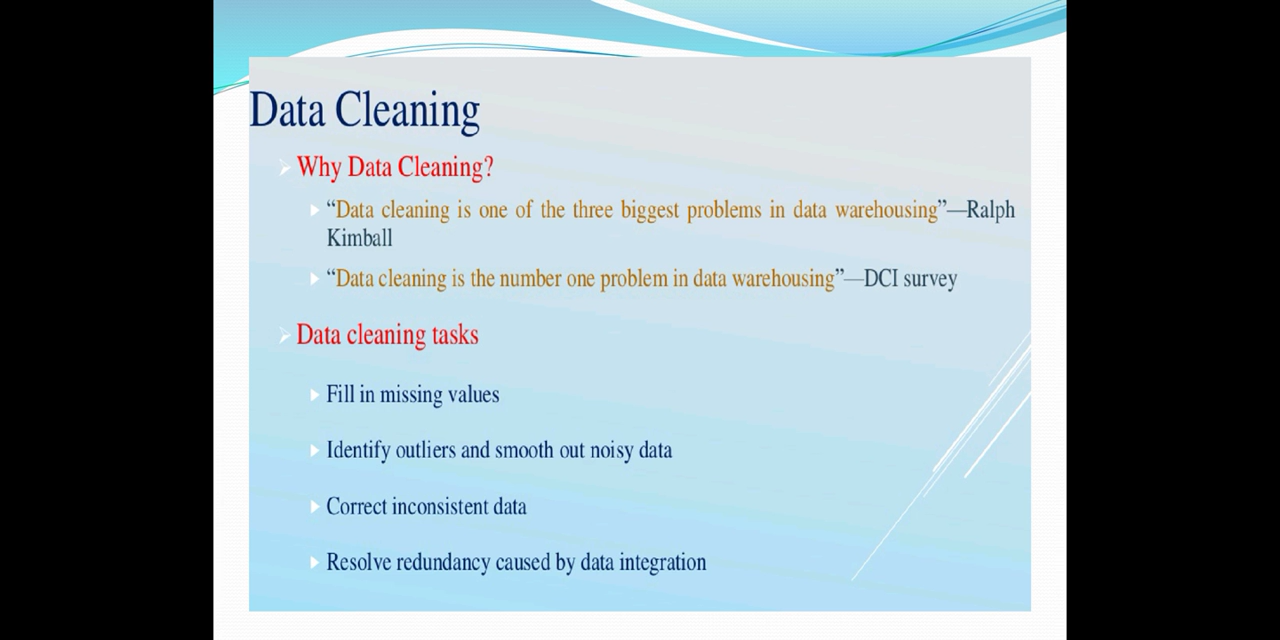 Data Cleaning
Why Data Cleaning?
“Data cleaning is one of the three biggest problems in data warehousing”—Ralph
Kimball
“Data cleaning is the number one problem in data warehousing”—DCI survey
Data cleaning tasks
Fill in missing values
Identify outliers and smooth out noisy data
Correct inconsistent data
Resolve redundancy caused by data integration